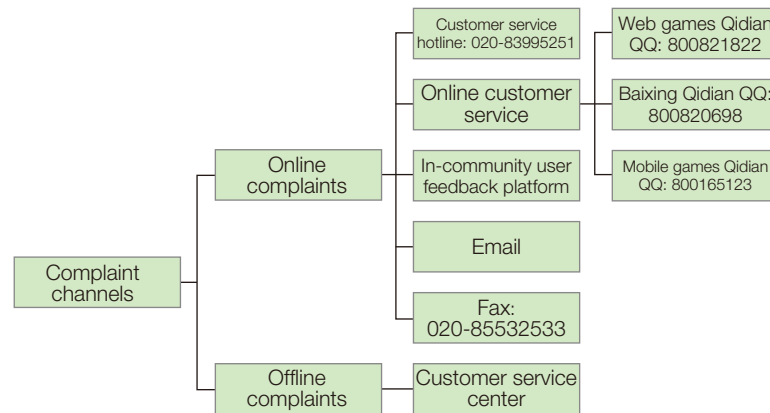 Complaint
channels
Online
complaints
Offline
complaints
Customer service
hotline: 020-83995251
Online customer
service
In-community user
feedback platform
Email
Fax:
020-85532533
Customer service
center
Web games Qidian
QQ: 800821822
Baixing Qidian QQ:
800820698
Mobile games Qidian
QQ: 800165123